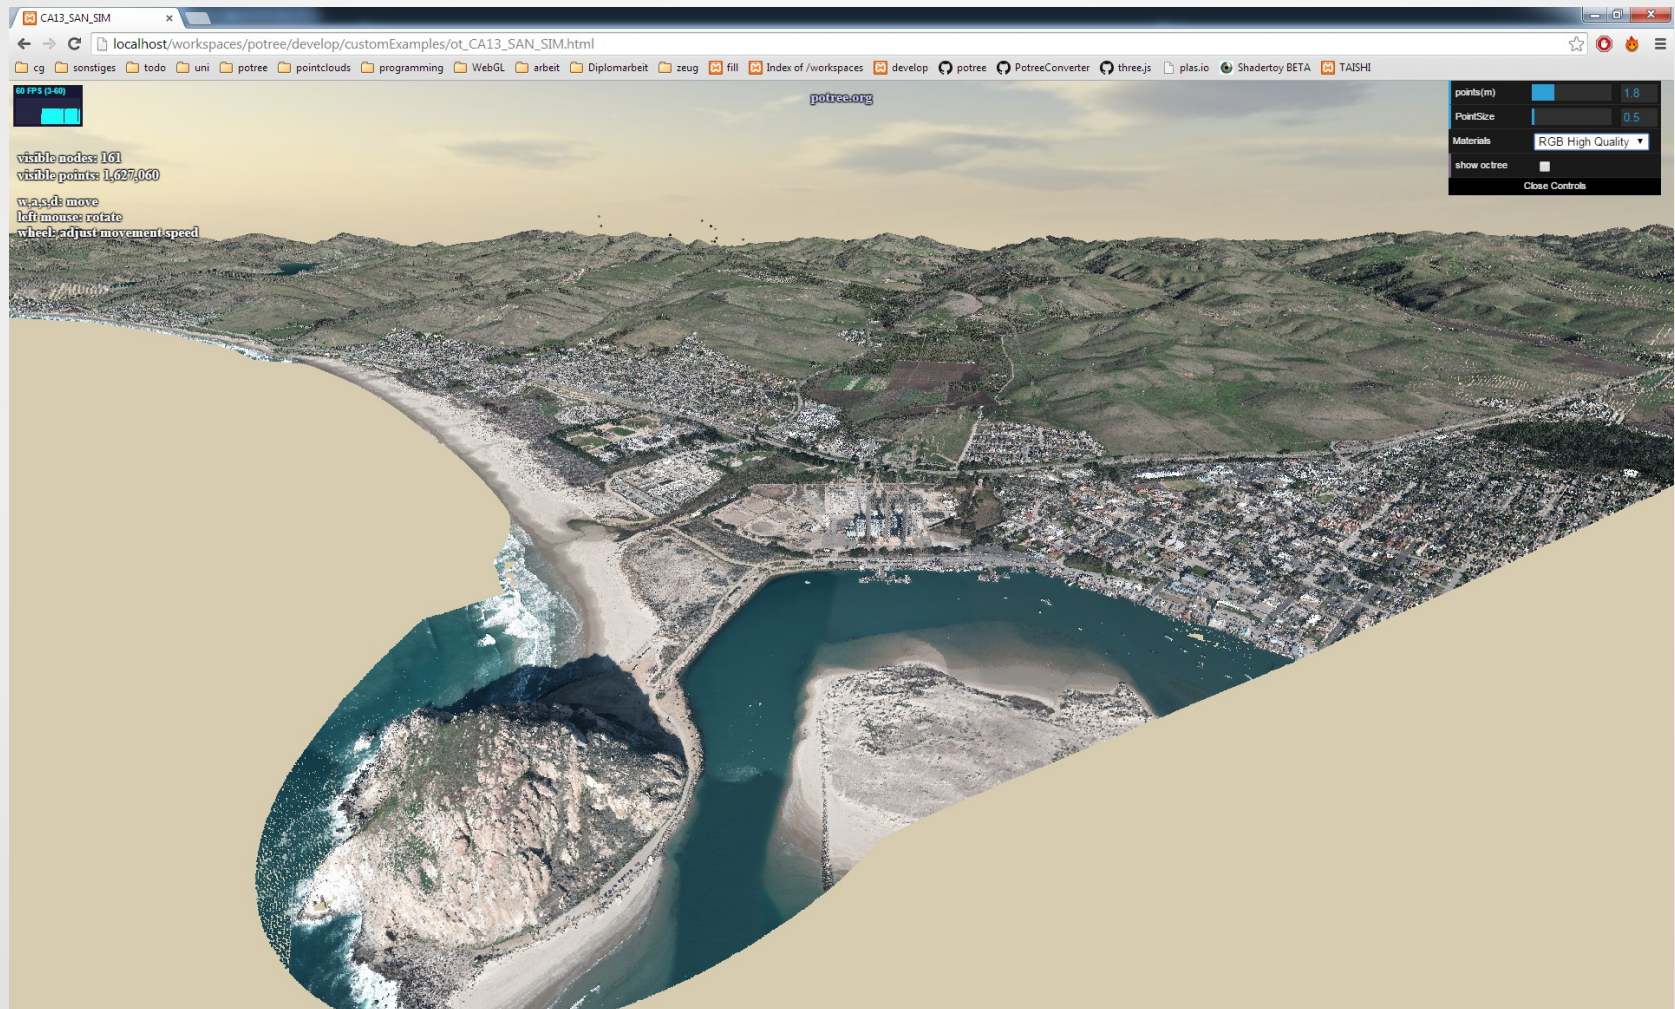 CA13_SAN_SIM
localhost/workspaces/potree/develop/customExamples/ot_CA13_SAN_SIM.html
cg sonstiges todo uni potree pointclouds programming WebGL arbeit Diplomarbeit zeug fill Index of /workspaces develop potree PotreeConverter three.js plas.io Shadertoy BETA TAISHI
60 FPS (3-60)
potree.org
visible nodes: 161
visible points: 1,627,060
w,a,s,d: move
left mouse: rotate
wheel: adjust movement speed
points(m) 1.8
PointSize 0.5
Materials RGB High Quality
show octree
Close Controls